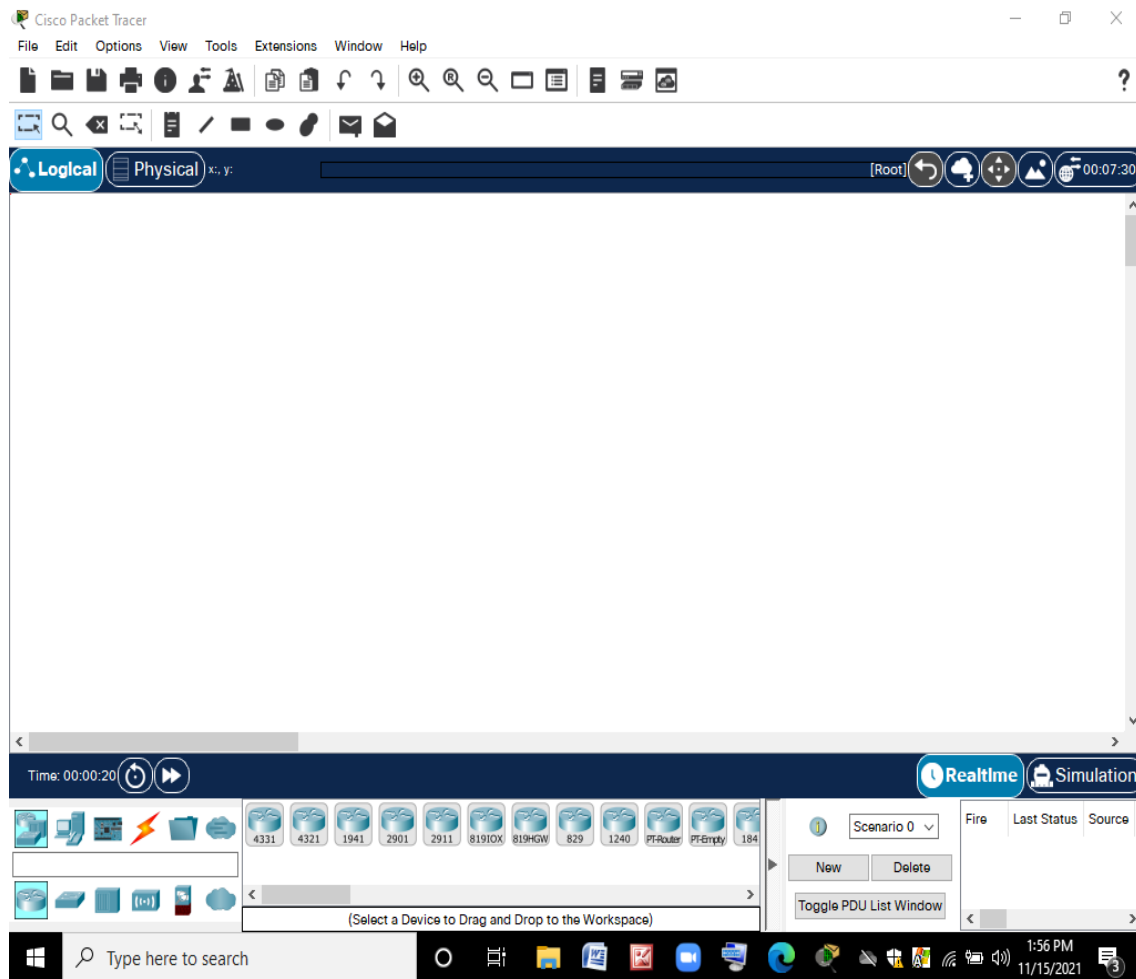 Cisco Packet Tracer
File Edit Options View Tools Extensions Window Help
?
Logical Physical x:, y: [Root] 00:07:30
Time: 00:00:20 Realtime Simulation
4331 4321 1941 2901 2911 819IOX 819HGW 829 1240 PT-Router PT-Empty 184
Scenario 0 Fire Last Status Source
New Delete
Toggle PDU List Window
(Select a Device to Drag and Drop to the Workspace)
Type here to search
1:56 PM
11/15/2021
3